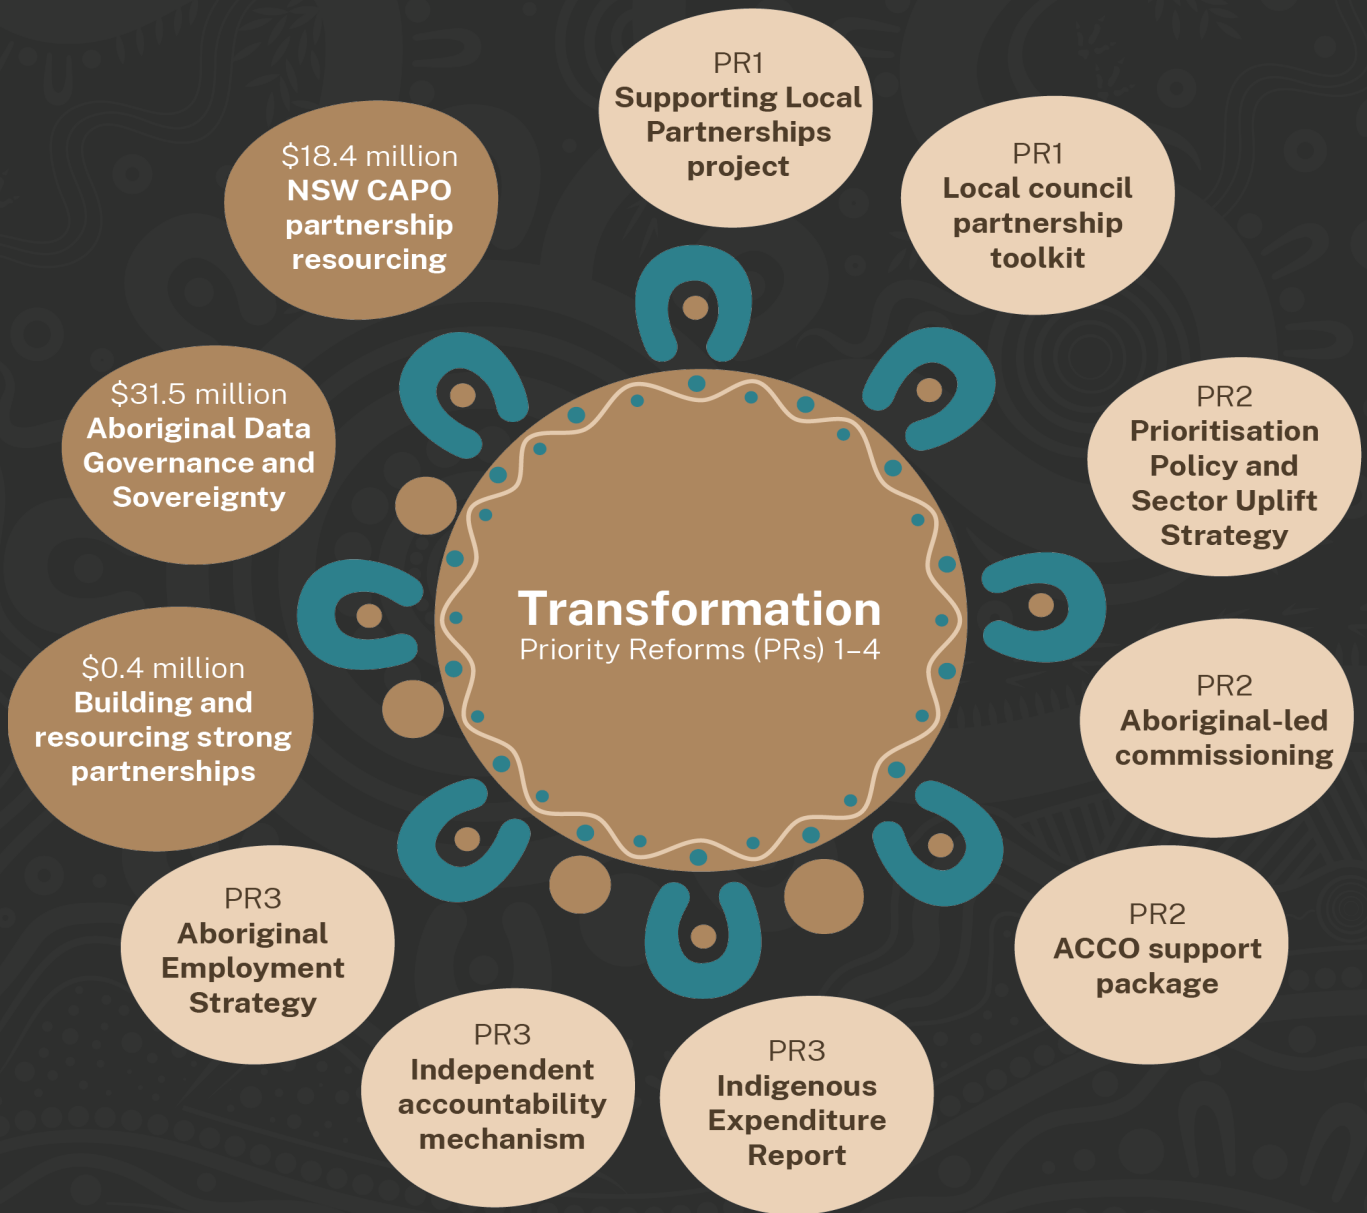 PR1
Supporting Local
Partnerships
project
PR1
Local council
partnership
toolkit
PR2
Prioritisation
Policy and
Sector Uplift
Strategy
PR2
Aboriginal-led
commissioning
PR2
ACCO support
package
PR3
Indigenous
Expenditure
Report
PR3
Independent
accountability
mechanism
PR3
Aboriginal
Employment
Strategy
$0.4 million
Building and
resourcing strong
partnerships
$31.5 million
Aboriginal Data
Governance and
Sovereignty
$18.4 million
NSW CAPO
partnership
resourcing
Transformation
Priority Reforms (PRs) 1–4